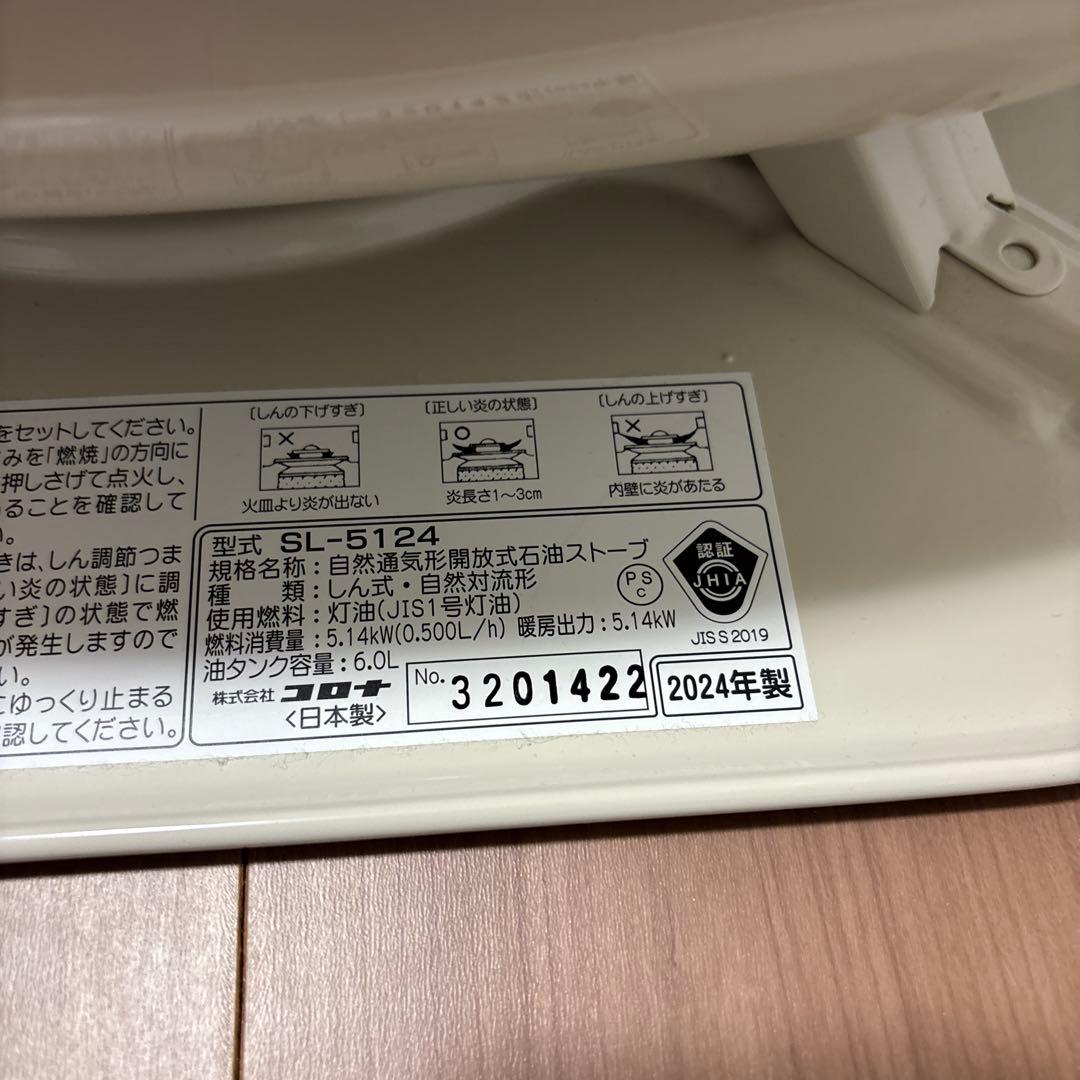 をセットしてください。
みを「燃焼」の方向に
押しさげて点火し、
ることを確認して
い。
きは、しん調節つま
い炎の状態〕に調
すぎ〕の状態で燃
が発生しますので
い。
にゆっくり止まる
認してください。
〔しんの下げすぎ〕
火皿より炎が出ない
〔正しい炎の状態〕
炎長さ1～3cm
〔しんの上げすぎ〕
内壁に炎があたる
型式 SL-5124
規格名称：自然通気形開放式石油ストーブ
種　　類：しん式・自然対流形
使用燃料：灯油(JIS1号灯油)
燃料消費量：5.14kW(0.500L/h) 暖房出力：5.14kW
油タンク容量：6.0L
株式会社 コロナ
〈日本製〉
No. 3201422
2024年製
PS
C
認証
JHIA
JIS S 2019